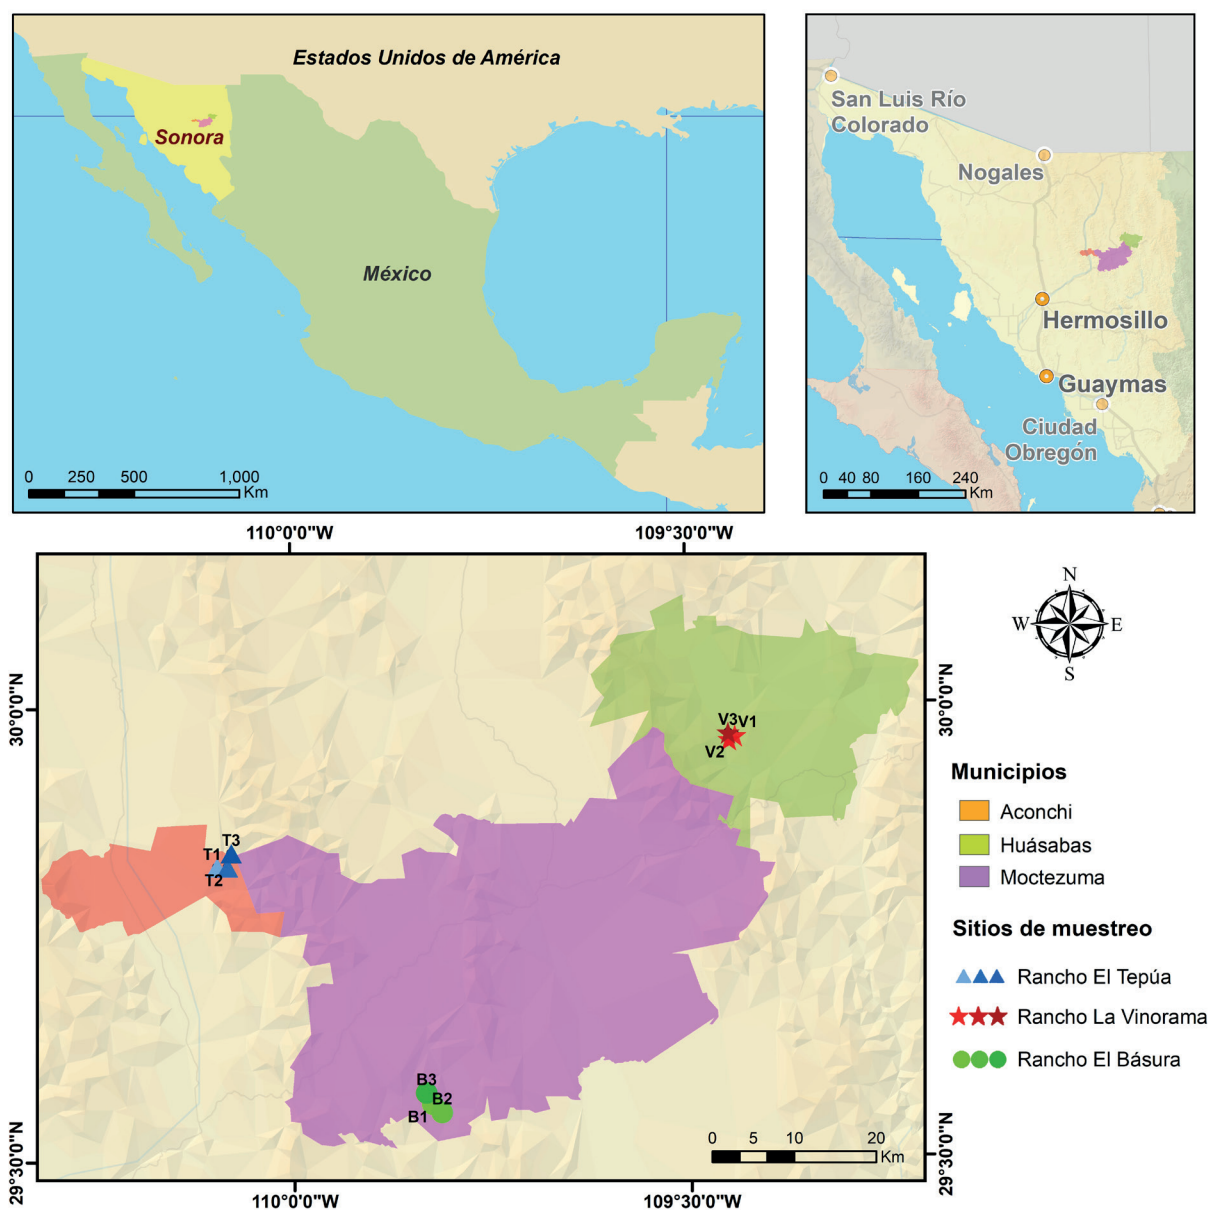 Estados Unidos de América
Sonora
México
0 250 500 1,000
Km
San Luis Río
Colorado
Nogales
Hermosillo
Guaymas
Ciudad
Obregón
0 40 80 160 240
Km
110°0'0"W 109°30'0"W
30°0'0"N
30°0'0"N
29°30'0"N
29°30'0"N
110°0'0"W 109°30'0"W
V3 V1
V2
T3
T1
T2
B3
B2
B1
0 5 10 20
Km
N
W E
S
Municipios
Aconchi
Huásabas
Moctezuma
Sitios de muestreo
Rancho El Tepúa
Rancho La Vinorama
Rancho El Básura